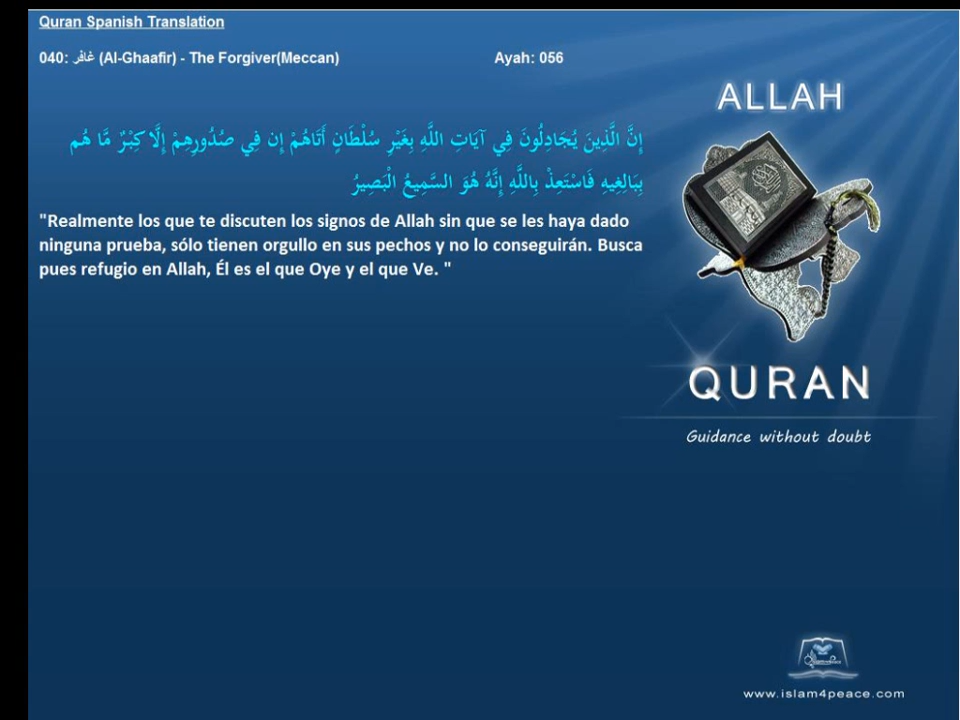 Quran Spanish Translation
040: غافر (Al-Ghaafir) - The Forgiver(Meccan) Ayah: 056
إِنَّ الَّذِينَ يُجَادِلُونَ فِي آيَاتِ اللَّهِ بِغَيْرِ سُلْطَانٍ أَتَاهُمْ إِن فِي صُدُورِهِمْ إِلَّا كِبْرٌ مَّا هُم
بِبَالِغِيهِ فَاسْتَعِذْ بِاللَّهِ إِنَّهُ هُوَ السَّمِيعُ الْبَصِيرُ
"Realmente los que te discuten los signos de Allah sin que se les haya dado
ninguna prueba, sólo tienen orgullo en sus pechos y no lo conseguirán. Busca
pues refugio en Allah, Él es el que Oye y el que Ve. "
ALLAH
QURAN
Guidance without doubt
www.islam4peace.com